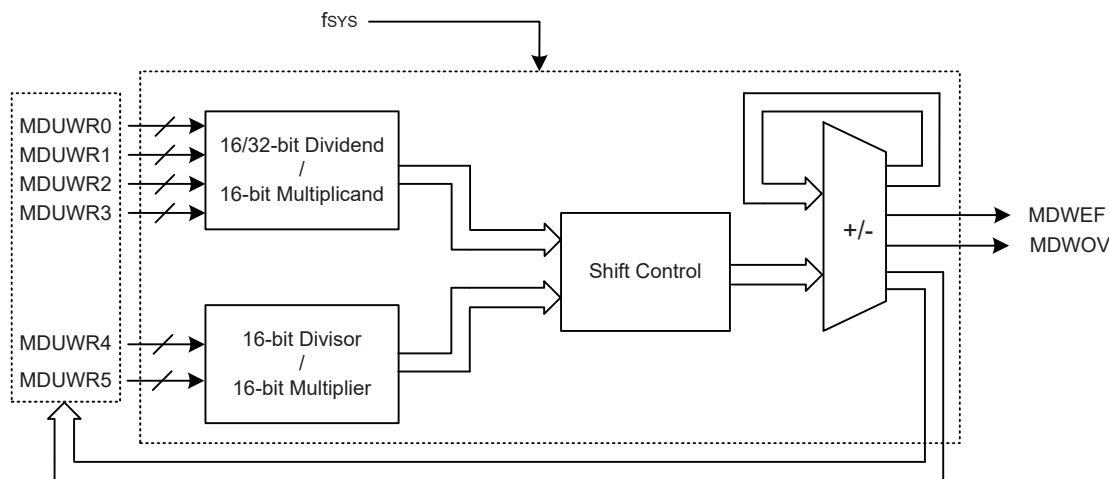 fSYS
MDUWR0
MDUWR1
MDUWR2
MDUWR3
16/32-bit Dividend
/
16-bit Multiplicand
MDUWR4
MDUWR5
16-bit Divisor
/
16-bit Multiplier
Shift Control
+/-
MDWEF
MDWOV